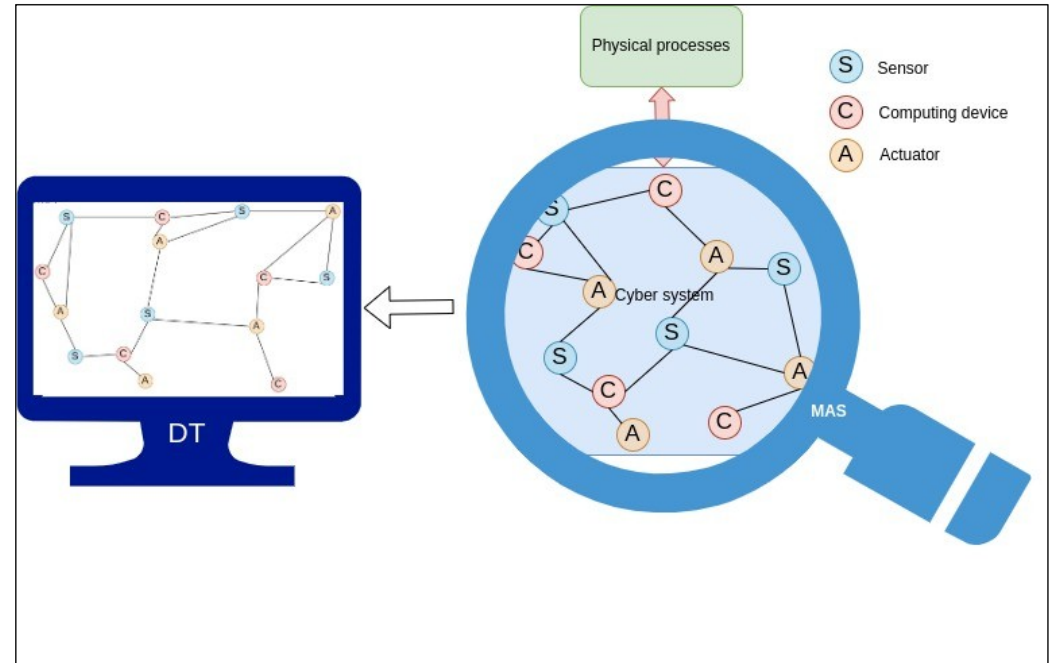 Physical processes
S Sensor
C Computing device
A Actuator
S C S A
A
C C S
A S A
S C
A C
DT
C
S
C A S
A Cyber system
S
S A
C
C
A
MAS